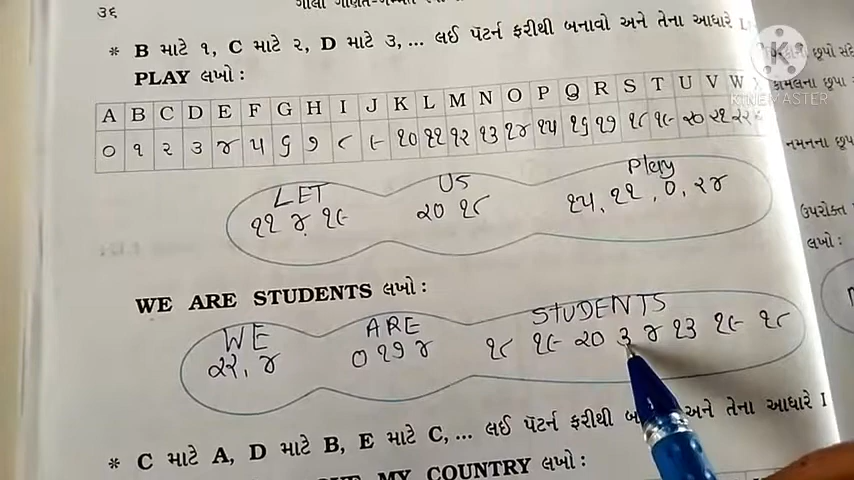 ૩૬
* B માટે ૧, C માટે ૨, D માટે ૩, ... લઈ પૅટર્ન ફરીથી બનાવો અને તેના આધારે
PLAY લખો :
A B C D E F G H I J K L M N O P Q R S T U V W
૦ ૧ ૨ ૩ ૪ ૫ ૬ ૭ ૮ ૯ ૧૦ ૧૧ ૧૨ ૧૩ ૧૪ ૧૫ ૧૬ ૧૭ ૧૮ ૧૯ ૨૦ ૨૧ ૨૨
KINEMASTER
LET US Play
૧૧ ૪ ૧૯ ૨૦ ૧૮ ૧૫, ૧૧, ૦, ૨૪
ઉપરોક્ત
લખો :
WE ARE STUDENTS લખો :
WE ARE STUDENTS
૨૨, ૪ ૦ ૧૭ ૪ ૧૮ ૧૯ ૨૦ ૩ ૪ ૧૩ ૧૯ ૧૮
* C માટે A, D માટે B, E માટે C, ... લઈ પૅટર્ન ફરીથી અને તેના આધારે I
MY COUNTRY લખો :